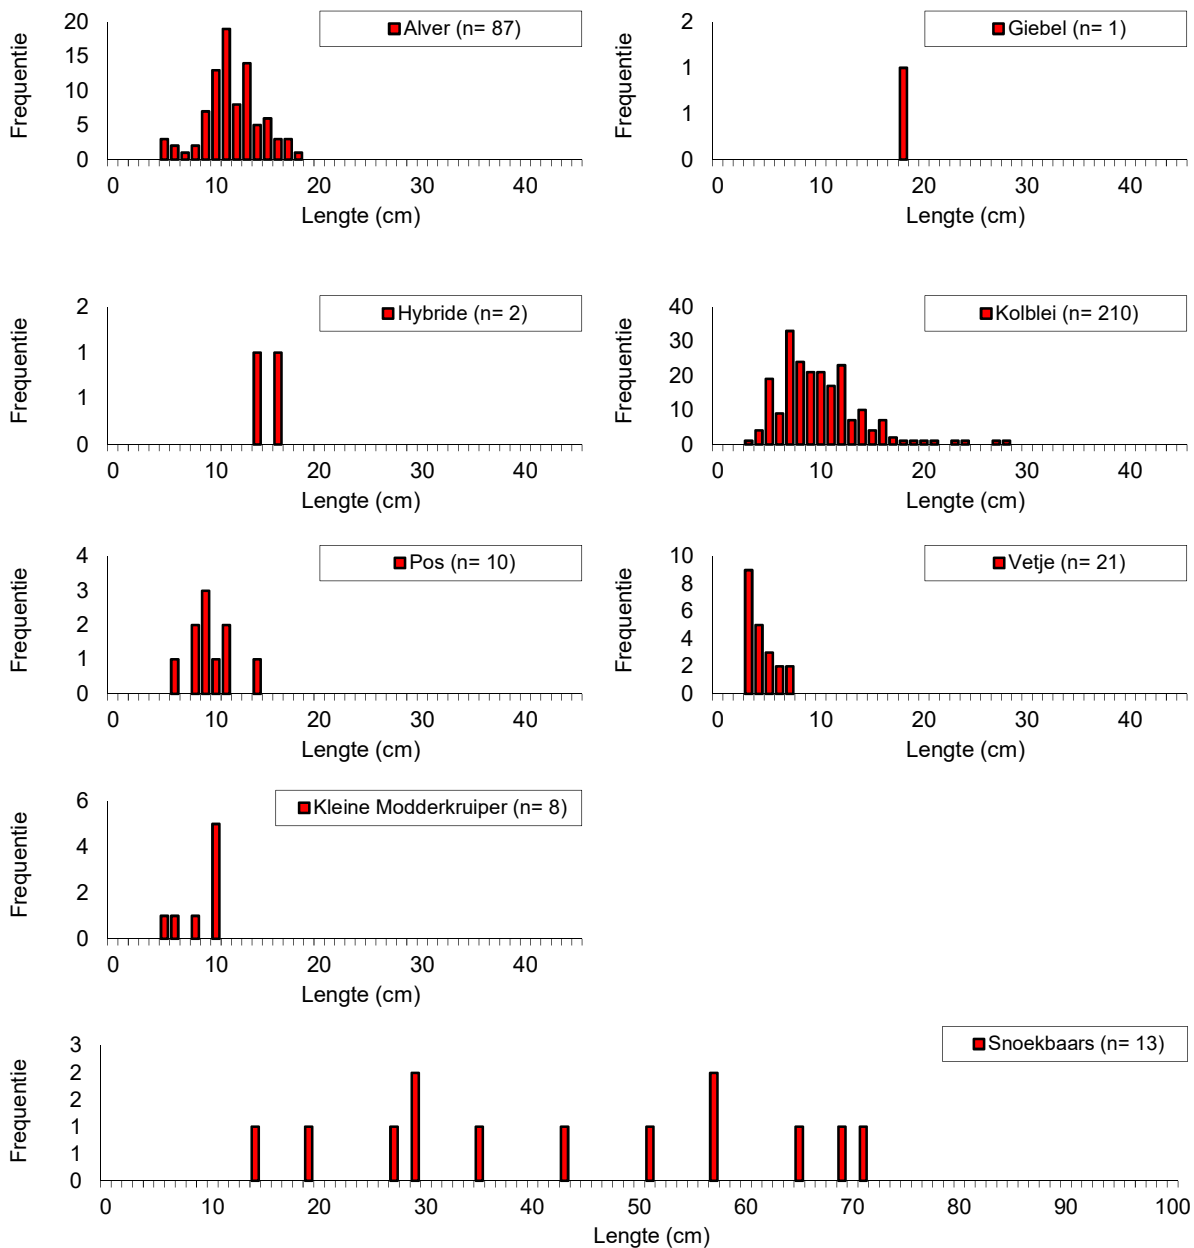 Alver (n= 87)
Frequentie
20
15
10
5
0
0 10 20 30 40
Lengte (cm)
Giebel (n= 1)
Frequentie
2
1
1
0
0 10 20 30 40
Lengte (cm)
Hybride (n= 2)
Frequentie
2
1
1
0
0 10 20 30 40
Lengte (cm)
Kolblei (n= 210)
Frequentie
40
30
20
10
0
0 10 20 30 40
Lengte (cm)
Pos (n= 10)
Frequentie
4
3
2
1
0
0 10 20 30 40
Lengte (cm)
Vetje (n= 21)
Frequentie
10
8
6
4
2
0
0 10 20 30 40
Lengte (cm)
Kleine Modderkruiper (n= 8)
Frequentie
6
4
2
0
0 10 20 30 40
Lengte (cm)
Snoekbaars (n= 13)
Frequentie
3
2
2
1
1
0
0 10 20 30 40 50 60 70 80 90 100
Lengte (cm)